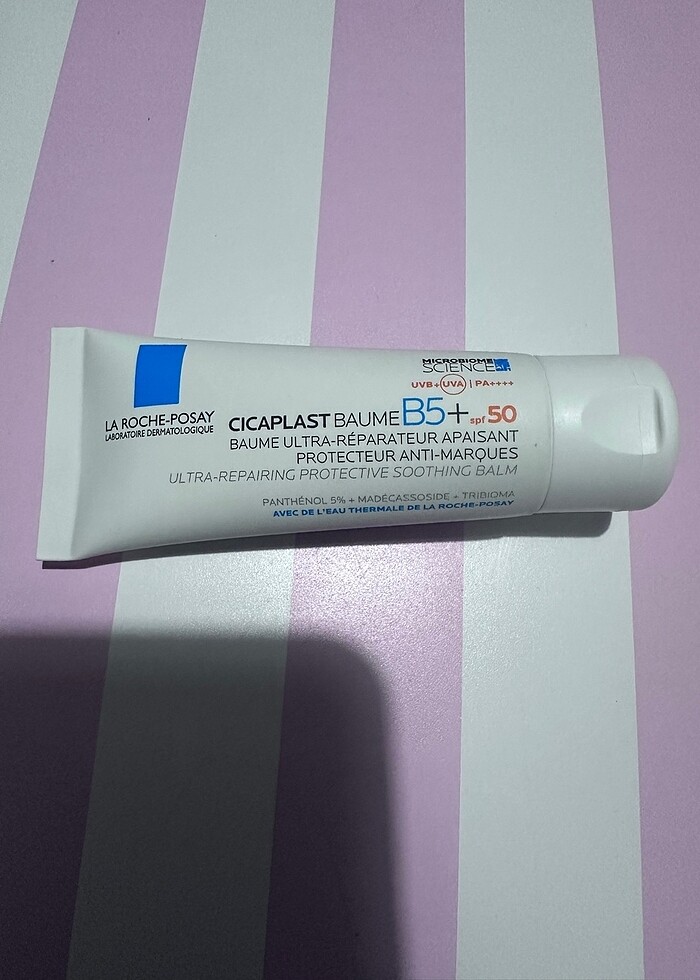 MICROBIOME
SCIENCE
UVB+UVA | PA++++
LA ROCHE-POSAY
LABORATOIRE DERMATOLOGIQUE
CICAPLAST BAUME B5+ spf 50
BAUME ULTRA-RÉPARATEUR APAISANT
PROTECTEUR ANTI-MARQUES
ULTRA-REPAIRING PROTECTIVE SOOTHING BALM
PANTHÉNOL 5% + MADÉCASSOSIDE + TRIBIOMA
AVEC DE L'EAU THERMALE DE LA ROCHE-POSAY